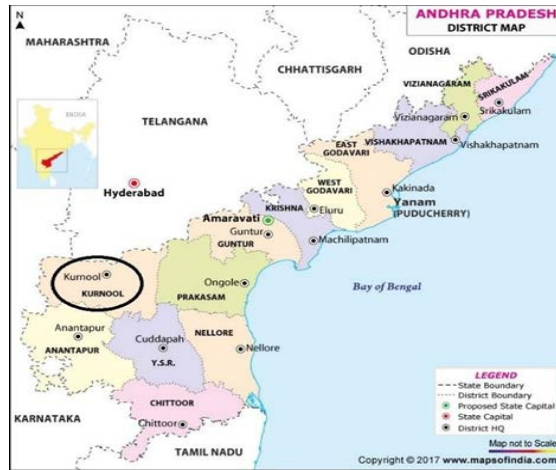 ANDHRA PRADESH
DISTRICT MAP
N
MAHARASHTRA
ODISHA
CHHATTISGARH
VIZIANAGARAM
SRIKAKULAM
Vizianagaram
Srikakulam
INDIA
TELANGANA
VISHAKHAPATNAM
Vishakhapatnam
EAST
GODAVARI
Hyderabad
WEST
GODAVARI
Kakinada
Yanam
(PUDUCHERRY)
KRISHNA
Eluru
Amaravati
Guntur
GUNTUR
Machilipatnam
Kurnool
KURNOOL
Ongole
PRAKASAM
Bay of Bengal
Anantapur
ANANTAPUR
Cuddapah
Y.S.R.
NELLORE
Nellore
LEGEND
State Boundary
District Boundary
Proposed State Capital
State Capital
District HQ
CHITTOOR
Chittoor
KARNATAKA
TAMIL NADU
Map not to Scale
Copyright © 2017 www.mapsofindia.com